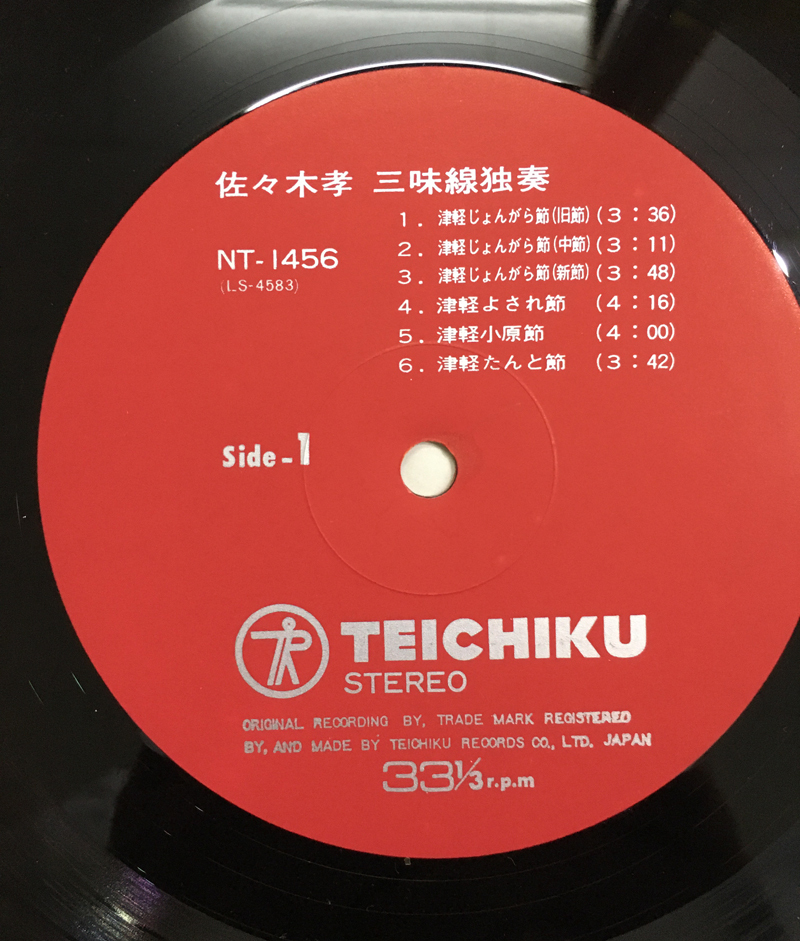 佐々木孝 三味線独奏
1. 津軽じょんがら節(旧節) (3:36)
2. 津軽じょんがら節(中節) (3:11)
3. 津軽じょんがら節(新節) (3:48)
4. 津軽よされ節 (4:16)
5. 津軽小原節 (4:00)
6. 津軽たんと節 (3:42)
NT-1456
(LS-4583)
Side-1
TEICHIKU
STEREO
ORIGINAL RECORDING BY, TRADE MARK REGISTERED
BY, AND MADE BY TEICHIKU RECORDS CO., LTD. JAPAN
33 1/3 r.p.m